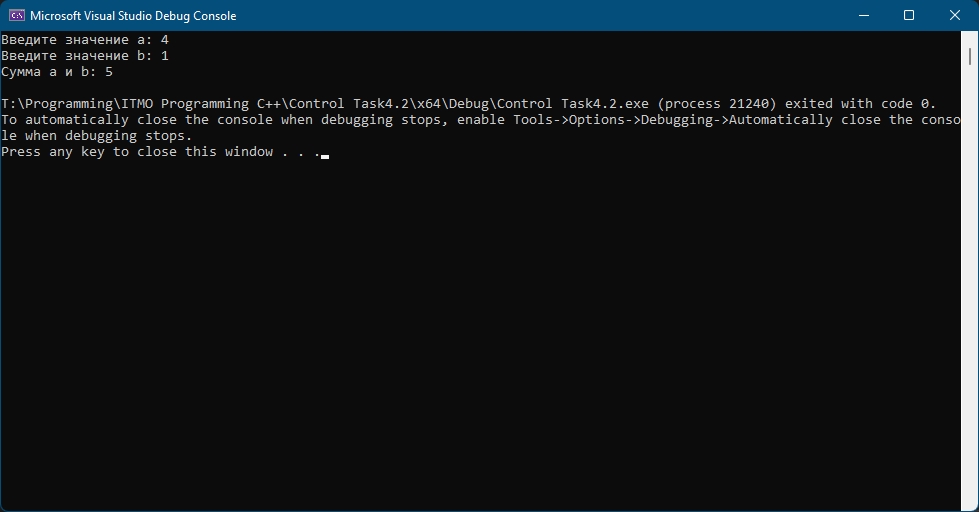 Microsoft Visual Studio Debug Console
Введите значение a: 4
Введите значение b: 1
Сумма a и b: 5
T:\Programming\ITMO Programming C++\Control Task4.2\x64\Debug\Control Task4.2.exe (process 21240) exited with code 0.
To automatically close the console when debugging stops, enable Tools->Options->Debugging->Automatically close the conso
le when debugging stops.
Press any key to close this window . . .